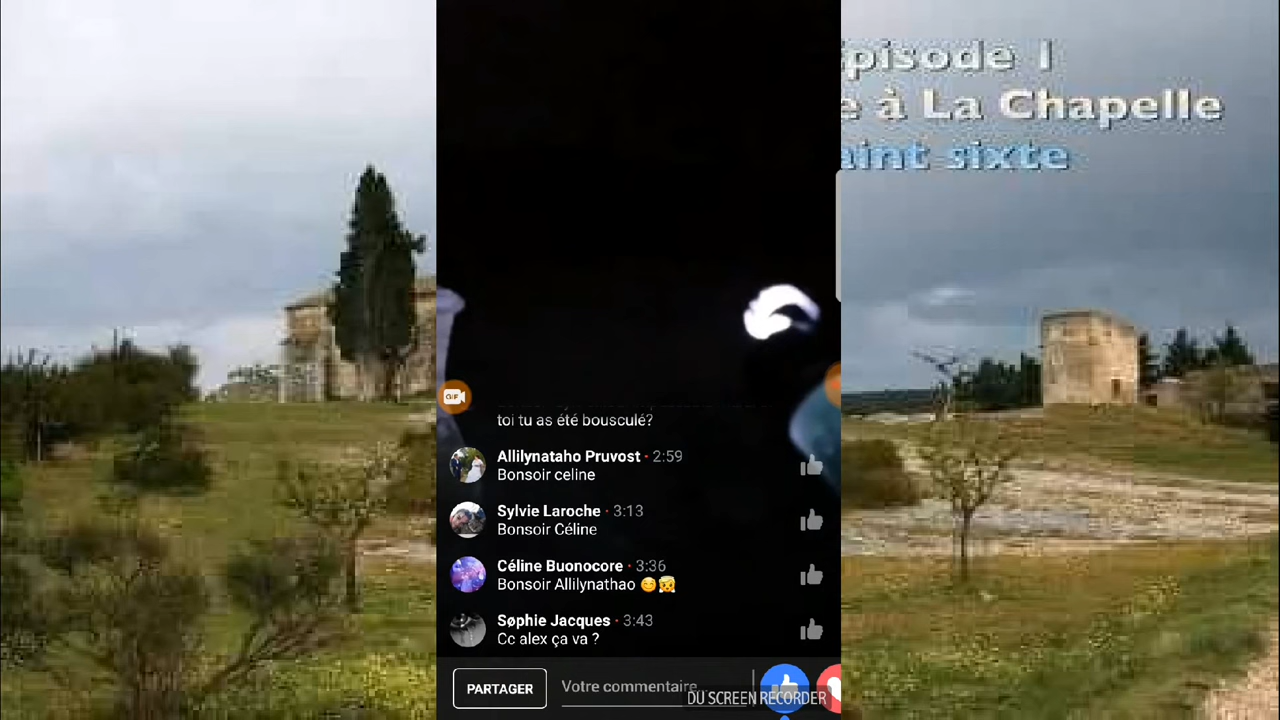 pisode 1
e à La Chapelle
aint sixte
GIF
toi tu as été bousculé?
Allilynataho Pruvost • 2:59
Bonsoir celine
Sylvie Laroche · 3:13
Bonsoir Céline
Céline Buonocore • 3:36
Bonsoir Allilynathao 😊👼
Søphie Jacques • 3:43
Cc alex ça va ?
PARTAGER
Votre commentaire...
DU SCREEN RECORDER